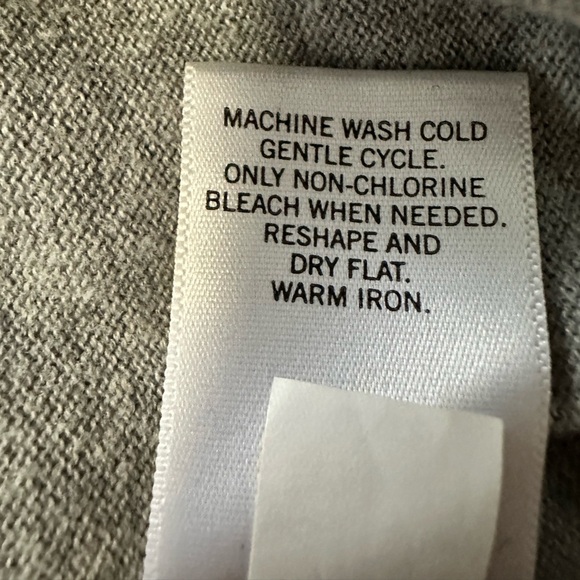 MACHINE WASH COLD
GENTLE CYCLE.
ONLY NON-CHLORINE
BLEACH WHEN NEEDED.
RESHAPE AND
DRY FLAT.
WARM IRON.